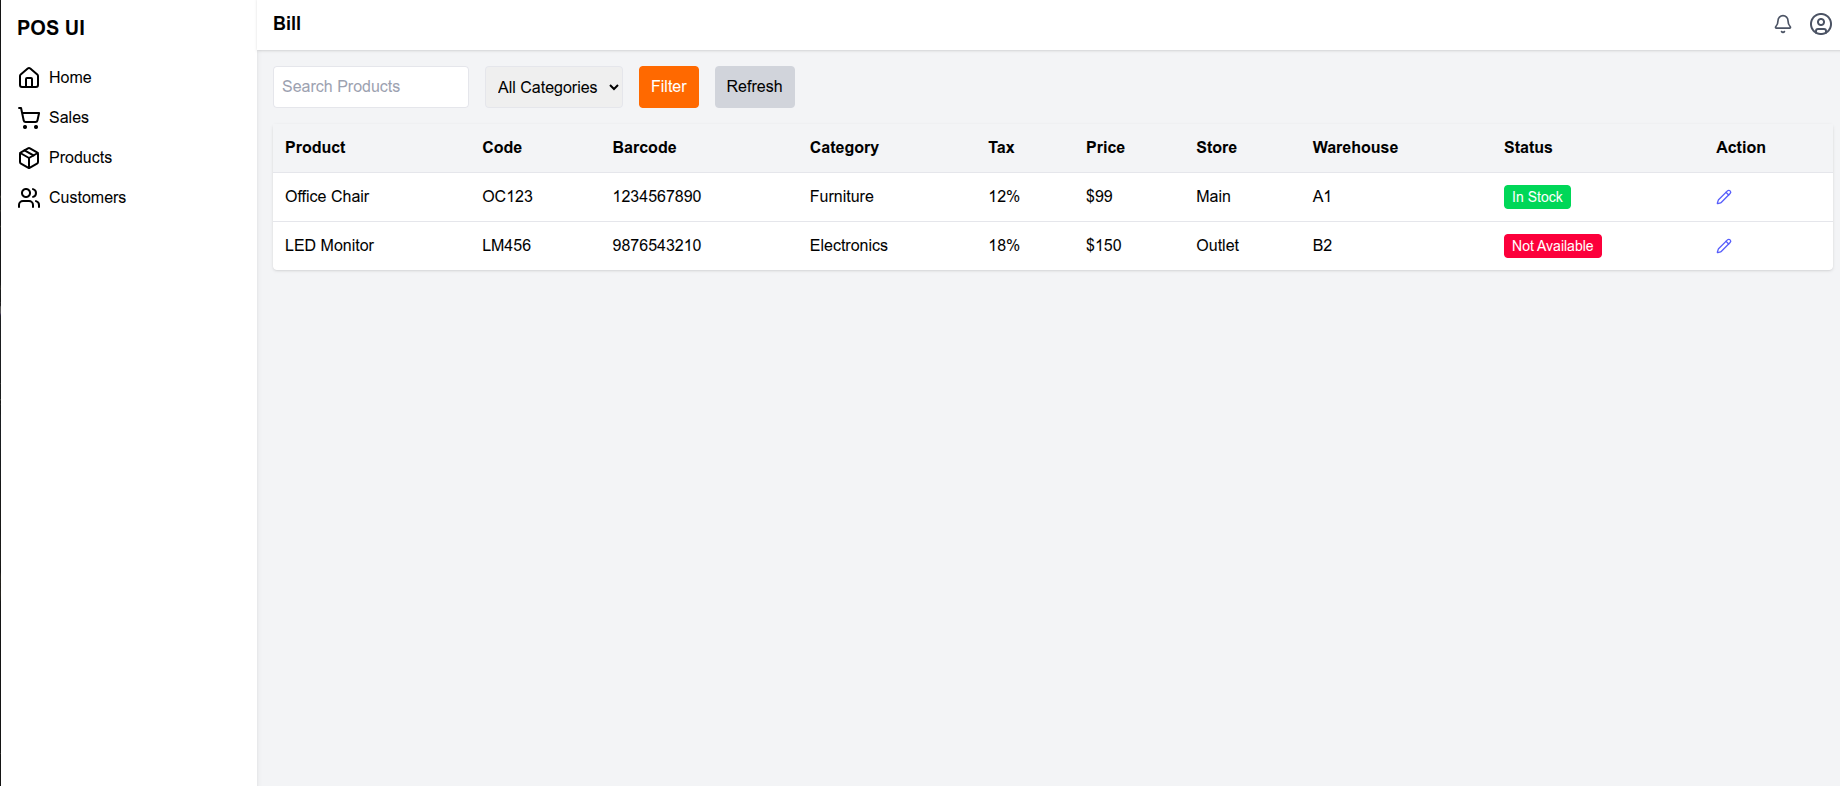 POS UI
Home
Sales
Products
Customers
Bill
Search Products All Categories Filter Refresh
Product Code Barcode Category Tax Price Store Warehouse Status Action
Office Chair OC123 1234567890 Furniture 12% $99 Main A1 In Stock
LED Monitor LM456 9876543210 Electronics 18% $150 Outlet B2 Not Available